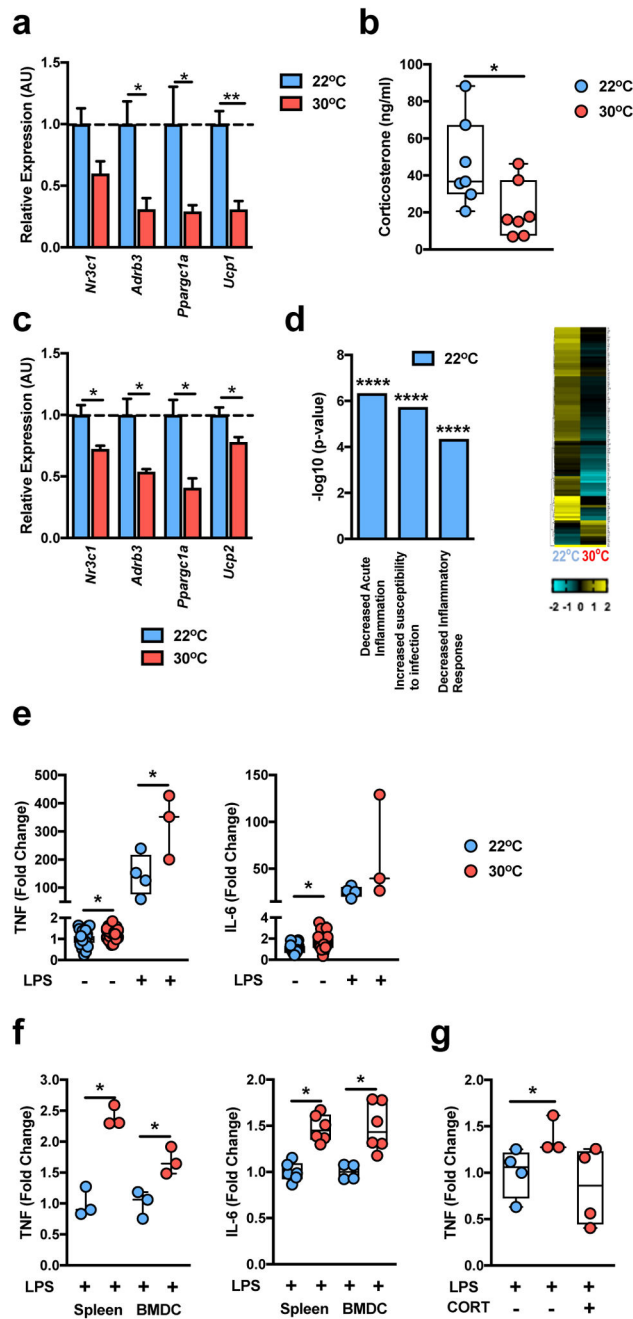 a
Relative Expression (AU)
1.5
1.0
0.5
0.0
*
*
**
Nr3c1
Adrb3
Ppargc1a
Ucp1
22°C
30°C
b
Corticosterone (ng/ml)
100
80
60
40
20
0
*
22°C
30°C
c
Relative Expression (AU)
1.5
1.0
0.5
0.0
*
*
*
*
Nr3c1
Adrb3
Ppargc1a
Ucp2
22°C
30°C
d
-log10 (p-value)
8
6
4
2
0
22°C
****
****
****
Decreased Acute
Inflammation
Increased susceptibility
to infection
Decreased Inflammatory
Response
22°C 30°C
-2 -1 0 1 2
e
TNF (Fold Change)
500
400
300
200
100
2
1
0
*
*
LPS - - + +
IL-6 (Fold Change)
150
100
50
4
2
0
*
LPS - - + +
22°C
30°C
f
TNF (Fold Change)
3.0
2.5
2.0
1.5
1.0
0.5
0.0
*
*
LPS + + + +
Spleen BMDC
IL-6 (Fold Change)
2.0
1.5
1.0
0.5
0.0
*
*
LPS + + + +
Spleen BMDC
g
TNF (Fold Change)
2.0
1.5
1.0
0.5
0.0
*
LPS + + +
CORT - - +